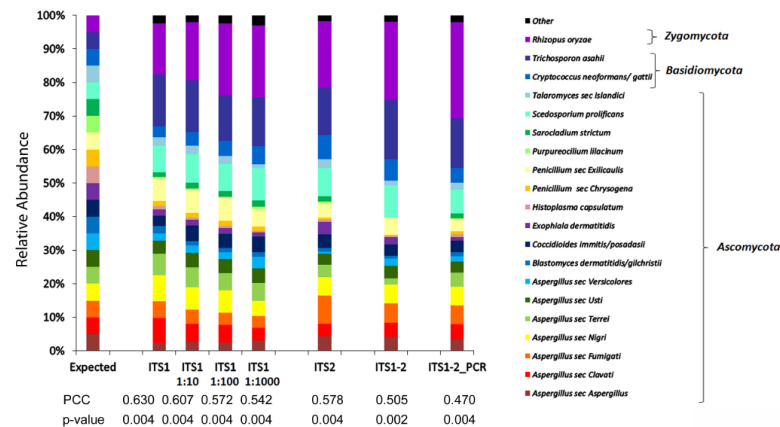 100%
90%
80%
70%
60%
50%
40%
30%
20%
10%
0%
Relative Abundance
Expected ITS1 ITS1 ITS1 ITS1 ITS2 ITS1-2 ITS1-2_PCR
1:10 1:100 1:1000
PCC 0.630 0.607 0.572 0.542 0.578 0.505 0.470
p-value 0.004 0.004 0.004 0.004 0.004 0.002 0.004
Other
Rhizopus oryzae
Trichosporon asahii
Cryptococcus neoformans/ gattii
Talaromyces sec Islandici
Scedosporium prolificans
Sarocladium strictum
Purpureocilium lilacinum
Penicillium sec Exilicaulis
Penicillium sec Chrysogena
Histoplasma capsulatum
Exophiala dermatitidis
Coccidioides immitis/posadasii
Blastomyces dermatitidis/gilchristii
Aspergillus sec Versicolores
Aspergillus sec Usti
Aspergillus sec Terrei
Aspergillus sec Nigri
Aspergillus sec Fumigati
Aspergillus sec Clavati
Aspergillus sec Aspergillus
Zygomycota
Basidiomycota
Ascomycota